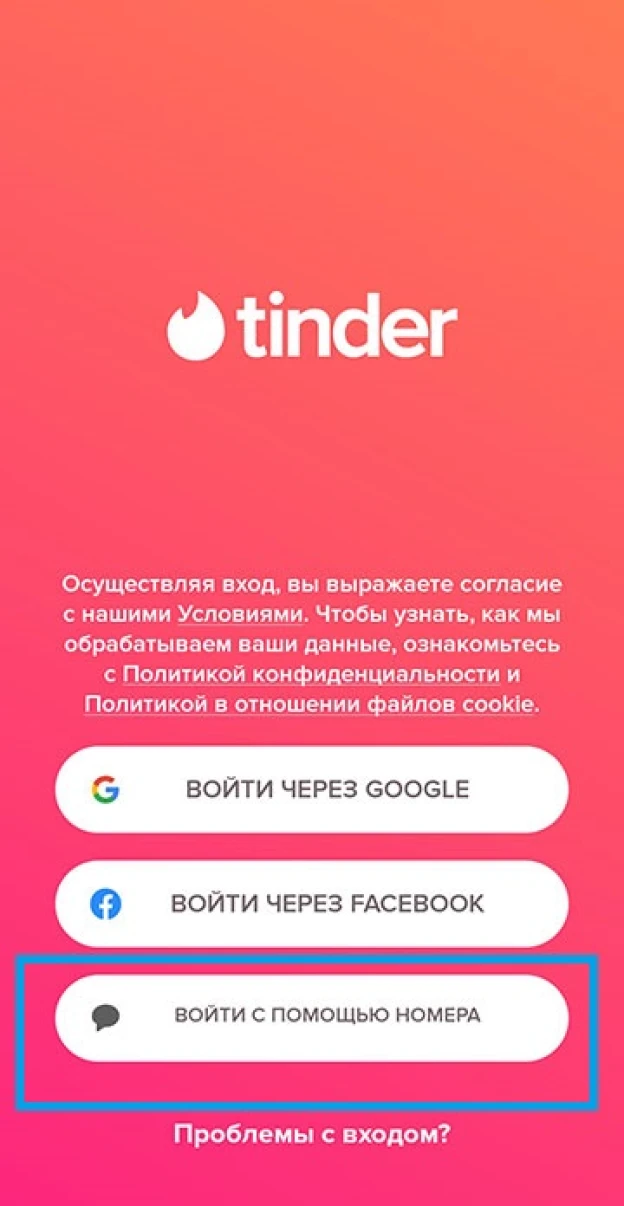 tinder
Осуществляя вход, вы выражаете согласие
с нашими Условиями. Чтобы узнать, как мы
обрабатываем ваши данные, ознакомьтесь
с Политикой конфиденциальности и
Политикой в отношении файлов cookie.
ВОЙТИ ЧЕРЕЗ GOOGLE
ВОЙТИ ЧЕРЕЗ FACEBOOK
ВОЙТИ С ПОМОЩЬЮ НОМЕРА
Проблемы с входом?